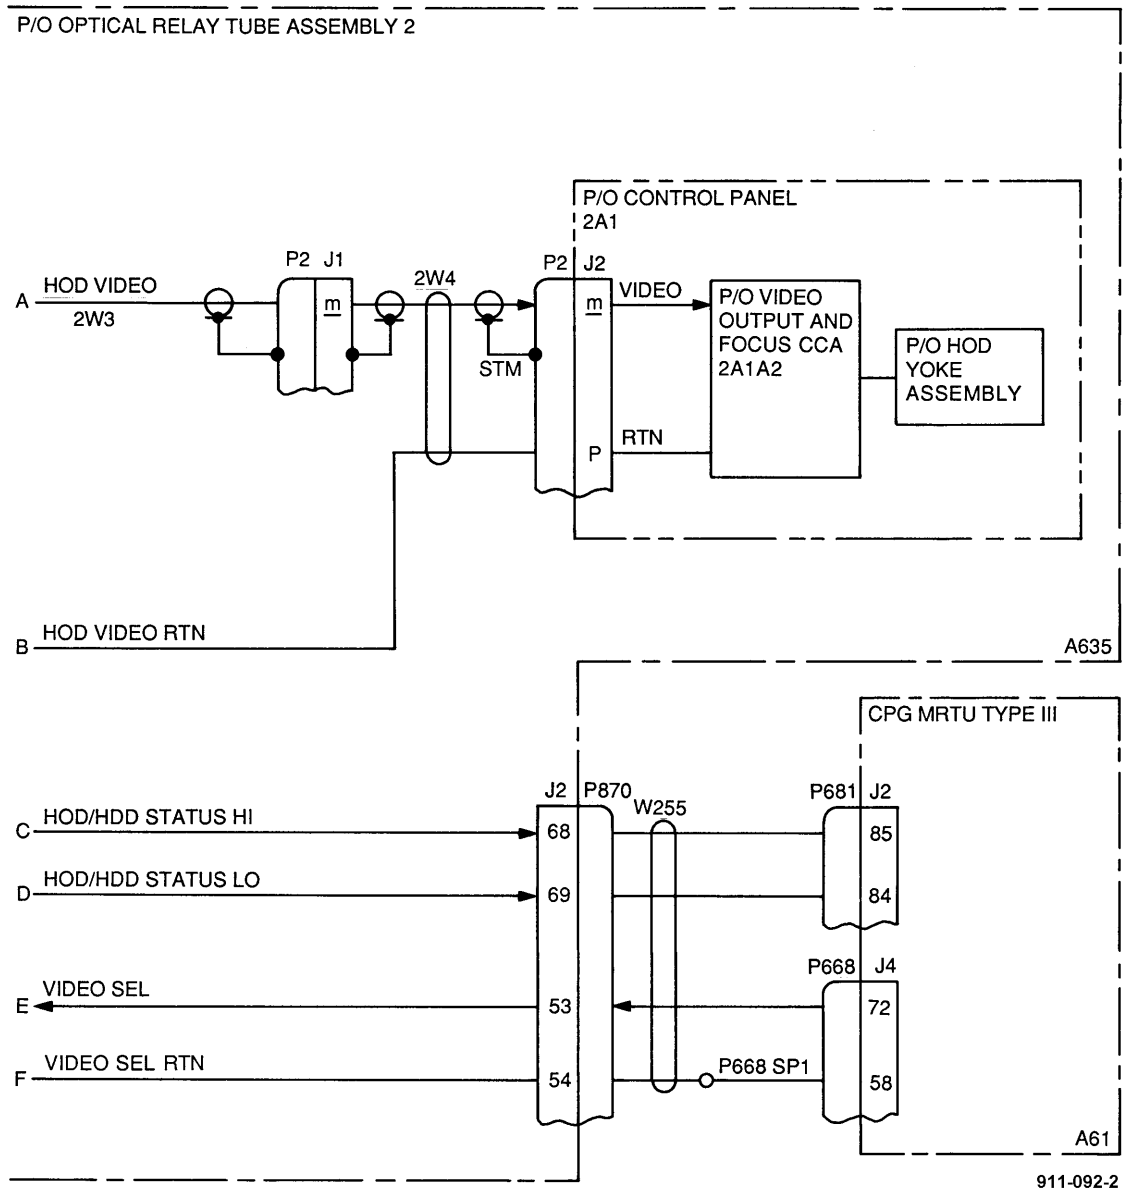 P/O OPTICAL RELAY TUBE ASSEMBLY 2
P/O CONTROL PANEL
2A1
P2 J1
2W4
P2 J2
A
HOD VIDEO
2W3
m
STM
m
VIDEO
P/O VIDEO
OUTPUT AND
FOCUS CCA
2A1A2
P/O HOD
YOKE
ASSEMBLY
P
RTN
B
HOD VIDEO RTN
A635
CPG MRTU TYPE III
J2 P870
W255
P681 J2
C
HOD/HDD STATUS HI
68
85
D
HOD/HDD STATUS LO
69
84
P668 J4
E
VIDEO SEL
53
72
F
VIDEO SEL RTN
54
P668 SP1
58
A61
911-092-2